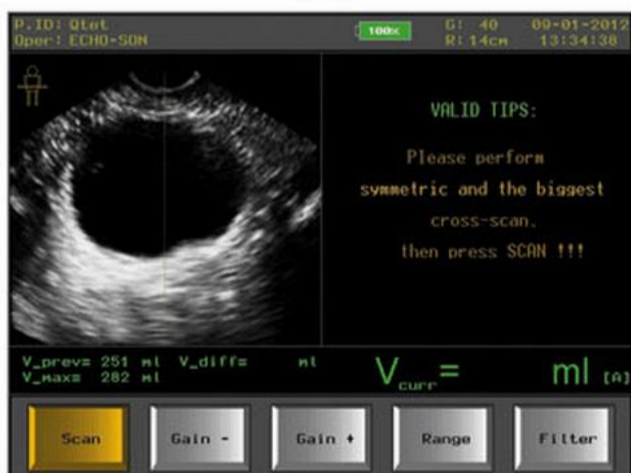 P.ID: Qtet
Oper: ECHO-SON
100%
G: 40
R: 14cm
09-01-2012
13:34:38
VALID TIPS:
Please perform
symmetric and the biggest
cross-scan,
then press SCAN !!!
V_prev= 251 ml V_diff= ml
V_max= 282 ml
Vcurr= ml [A]
Scan
Gain -
Gain +
Range
Filter